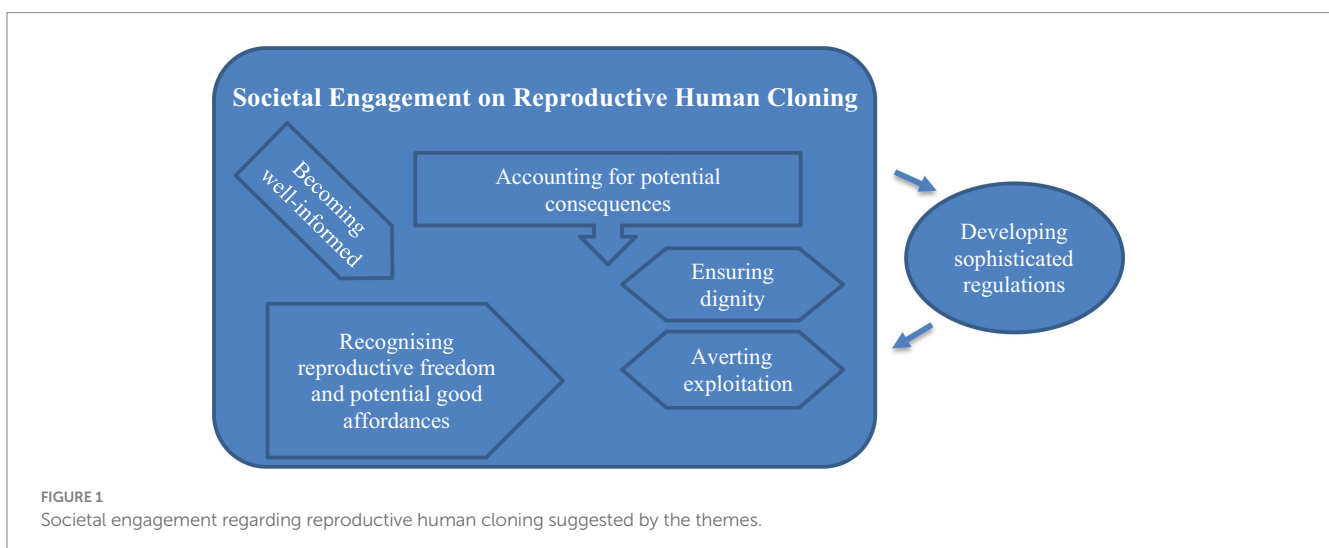 Societal Engagement on Reproductive Human Cloning
Becoming
well-informed
Accounting for potential
consequences
Ensuring
dignity
Averting
exploitation
Recognising
reproductive freedom
and potential good
affordances
Developing
sophisticated
regulations
FIGURE 1
Societal engagement regarding reproductive human cloning suggested by the themes.